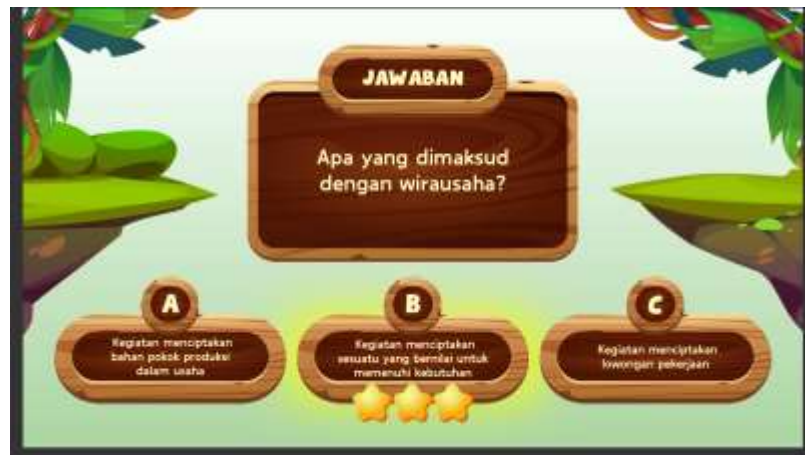 JAWABAN
Apa yang dimaksud
dengan wirausaha?
A
Kegiatan menciptakan
bahan pokok produksi
dalam usaha
B
Kegiatan menciptakan
sesuatu yang bernilai untuk
memenuhi kebutuhan
C
Kegiatan menciptakan
lowongan pekerjaan